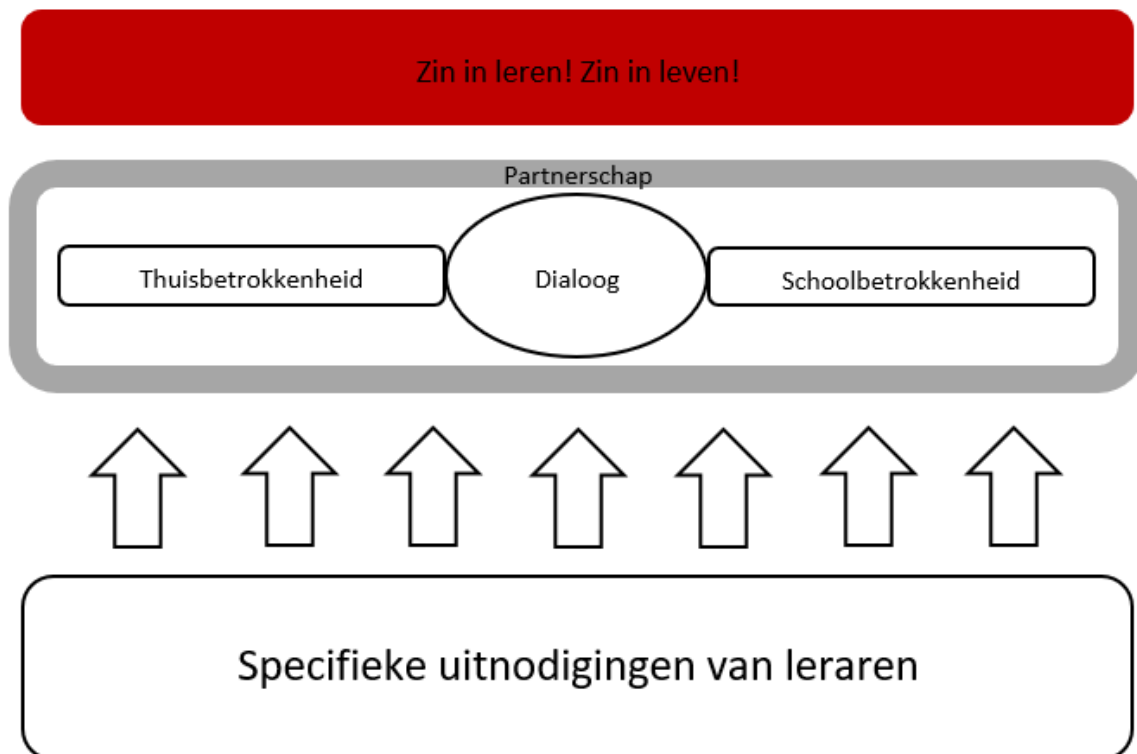 Zin in leren! Zin in leven!
Partnerschap
Thuisbetrokkenheid
Dialoog
Schoolbetrokkenheid
Specifieke uitnodigingen van leraren